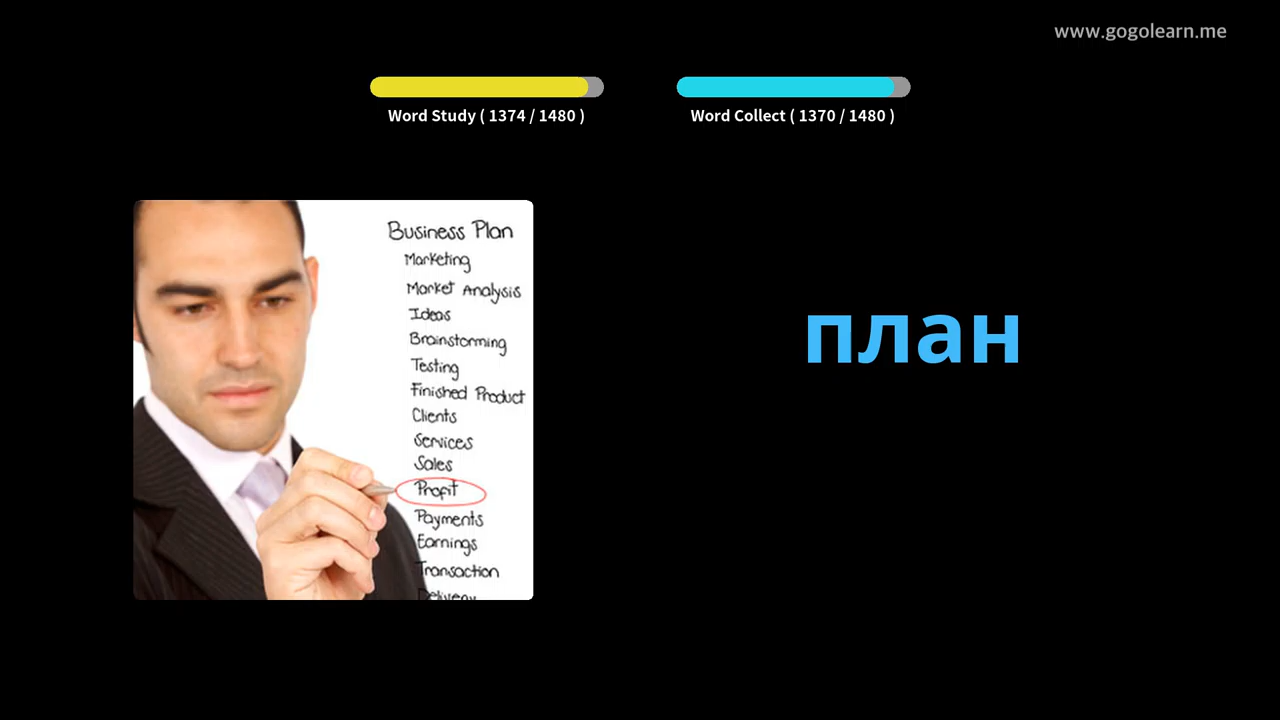 www.gogolearn.me
Word Study ( 1374 / 1480 )
Word Collect ( 1370 / 1480 )
Business Plan
Marketing
Market Analysis
Ideas
Brainstorming
Testing
Finished Product
Clients
Services
Sales
Profit
Payments
Earnings
Transaction
Delivery
план